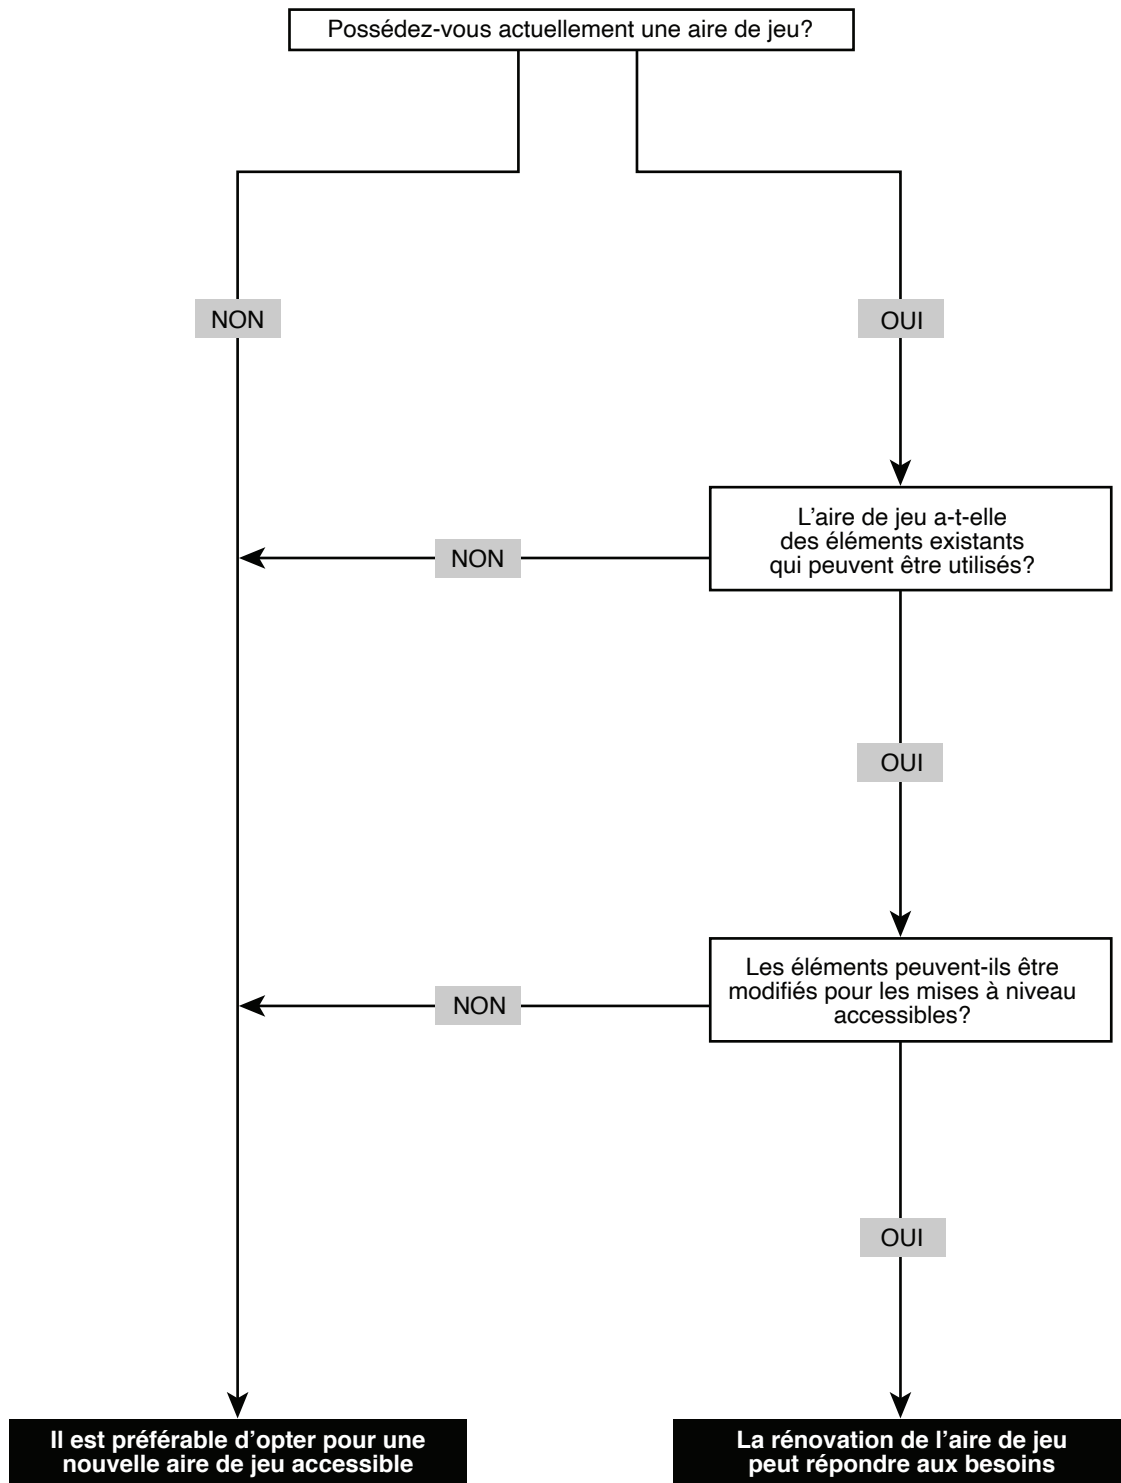 Possédez-vous actuellement une aire de jeu?
NON
OUI
L'aire de jeu a-t-elle
des éléments existants
qui peuvent être utilisés?
NON
OUI
Les éléments peuvent-ils être
modifiés pour les mises à niveau
accessibles?
NON
OUI
Il est préférable d'opter pour une
nouvelle aire de jeu accessible
La rénovation de l'aire de jeu
peut répondre aux besoins